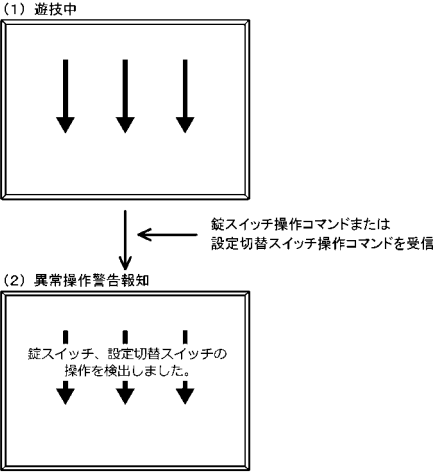 （１）遊技中
錠スイッチ操作コマンドまたは
設定切替スイッチ操作コマンドを受信
（２）異常操作警告報知
錠スイッチ、設定切替スイッチの
操作を検出しました。